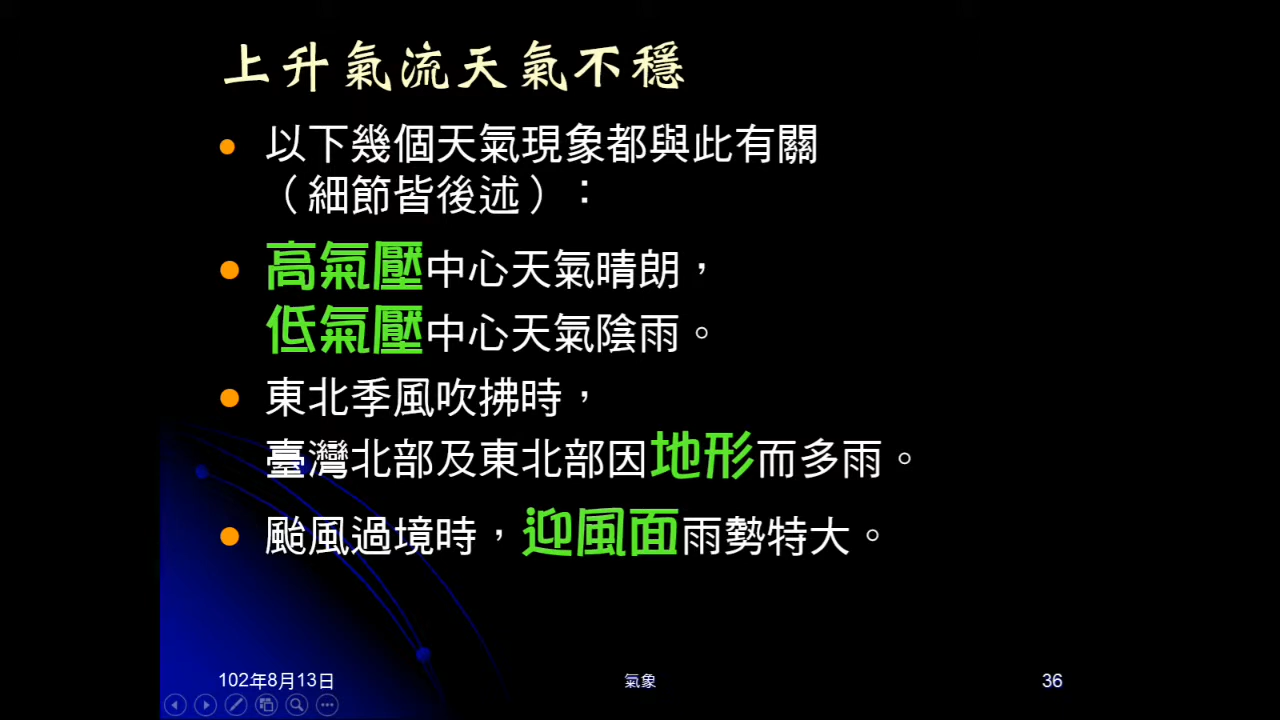 上升氣流天氣不穩
以下幾個天氣現象都與此有關
（細節皆後述）：
高氣壓中心天氣晴朗，
低氣壓中心天氣陰雨。
東北季風吹拂時，
臺灣北部及東北部因地形而多雨。
颱風過境時，迎風面雨勢特大。
102年8月13日
氣象
36